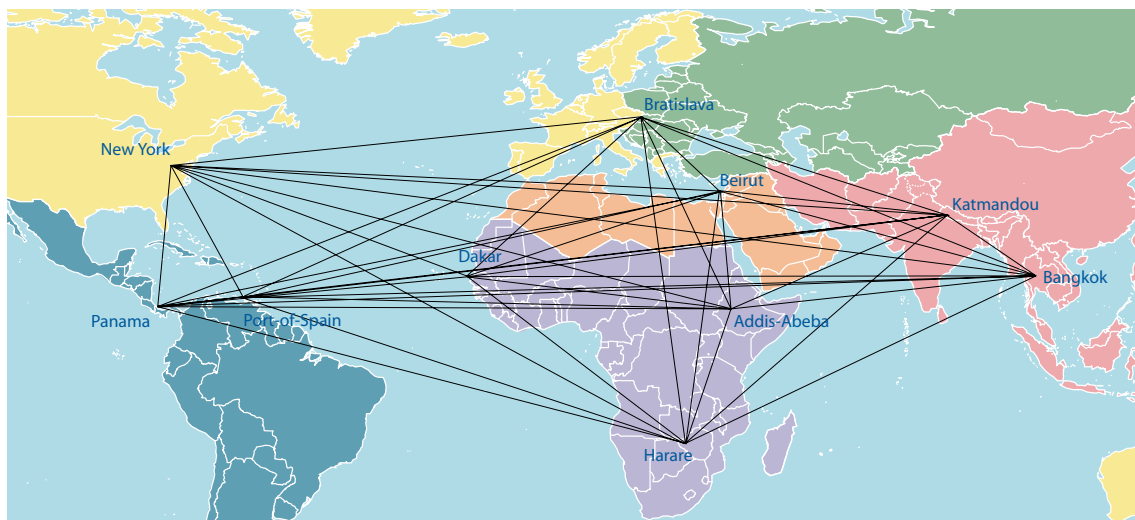 Bratislava
New York
Beirut
Katmandou
Dakar
Bangkok
Panama
Port-of-Spain
Addis-Abeba
Harare